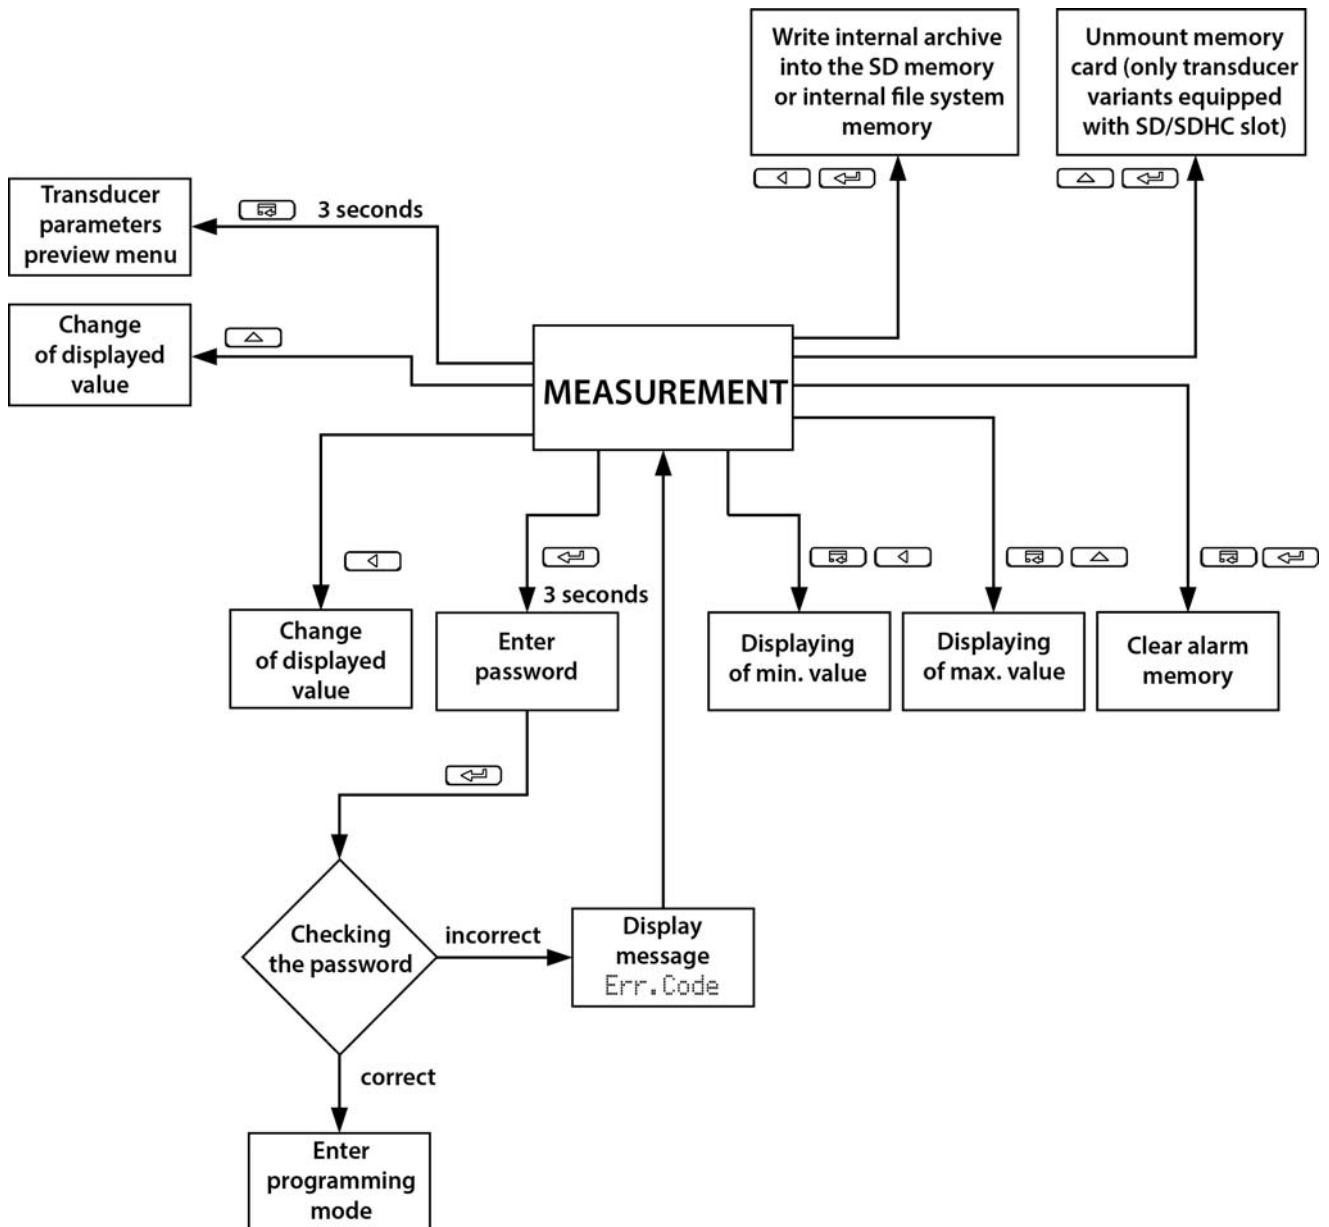 Write internal archive
into the SD memory
or internal file system
memory
Unmount memory
card (only transducer
variants equipped
with SD/SDHC slot)
Transducer
parameters
preview menu
3 seconds
Change
of displayed
value
MEASUREMENT
3 seconds
Change
of displayed
value
Enter
password
Displaying
of min. value
Displaying
of max. value
Clear alarm
memory
Checking
the password
incorrect
Display
message
Err.Code
correct
Enter
programming
mode